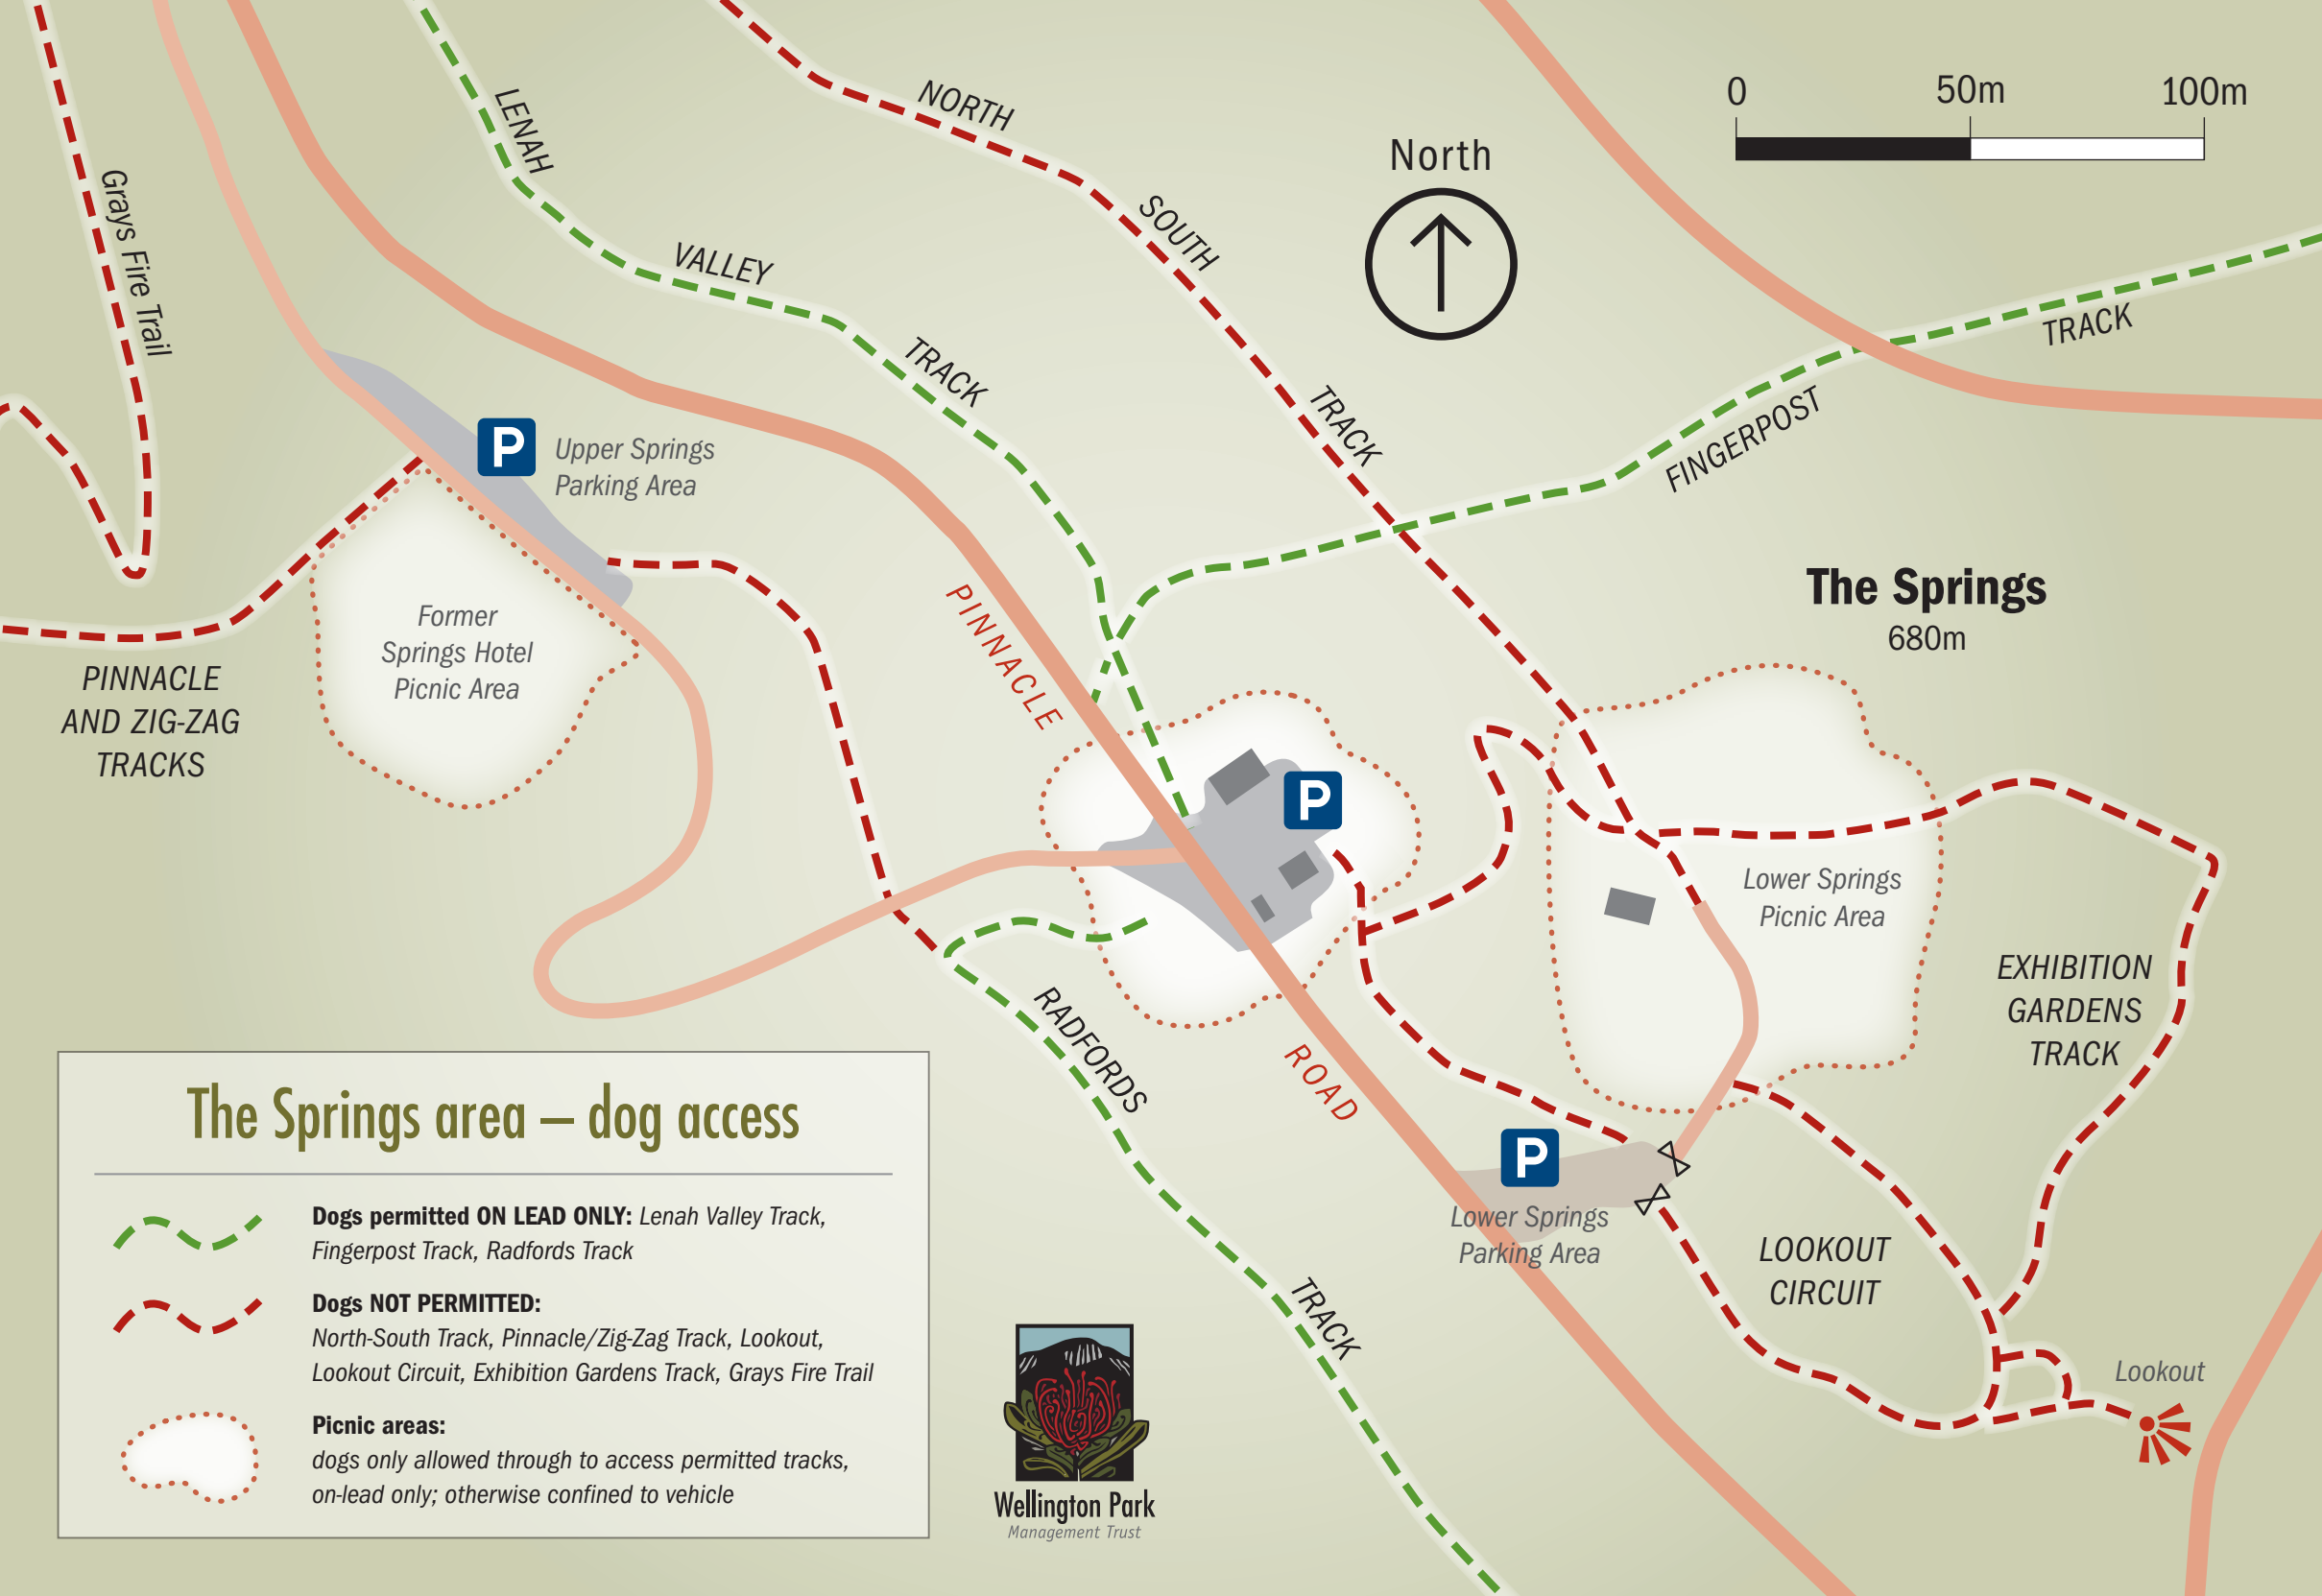 0 50m 100m
North
LENAH
VALLEY
TRACK
NORTH
SOUTH
TRACK
Grays Fire Trail
FINGERPOST
TRACK
P
Upper Springs
Parking Area
The Springs
680m
Former
Springs Hotel
Picnic Area
PINNACLE
AND ZIG-ZAG
TRACKS
PINNACLE
ROAD
P
Lower Springs
Picnic Area
EXHIBITION
GARDENS
TRACK
RADFORDS
TRACK
P
Lower Springs
Parking Area
LOOKOUT
CIRCUIT
Lookout
The Springs area – dog access
Dogs permitted ON LEAD ONLY: Lenah Valley Track,
Fingerpost Track, Radfords Track
Dogs NOT PERMITTED:
North-South Track, Pinnacle/Zig-Zag Track, Lookout,
Lookout Circuit, Exhibition Gardens Track, Grays Fire Trail
Picnic areas:
dogs only allowed through to access permitted tracks,
on-lead only; otherwise confined to vehicle
Wellington Park
Management Trust